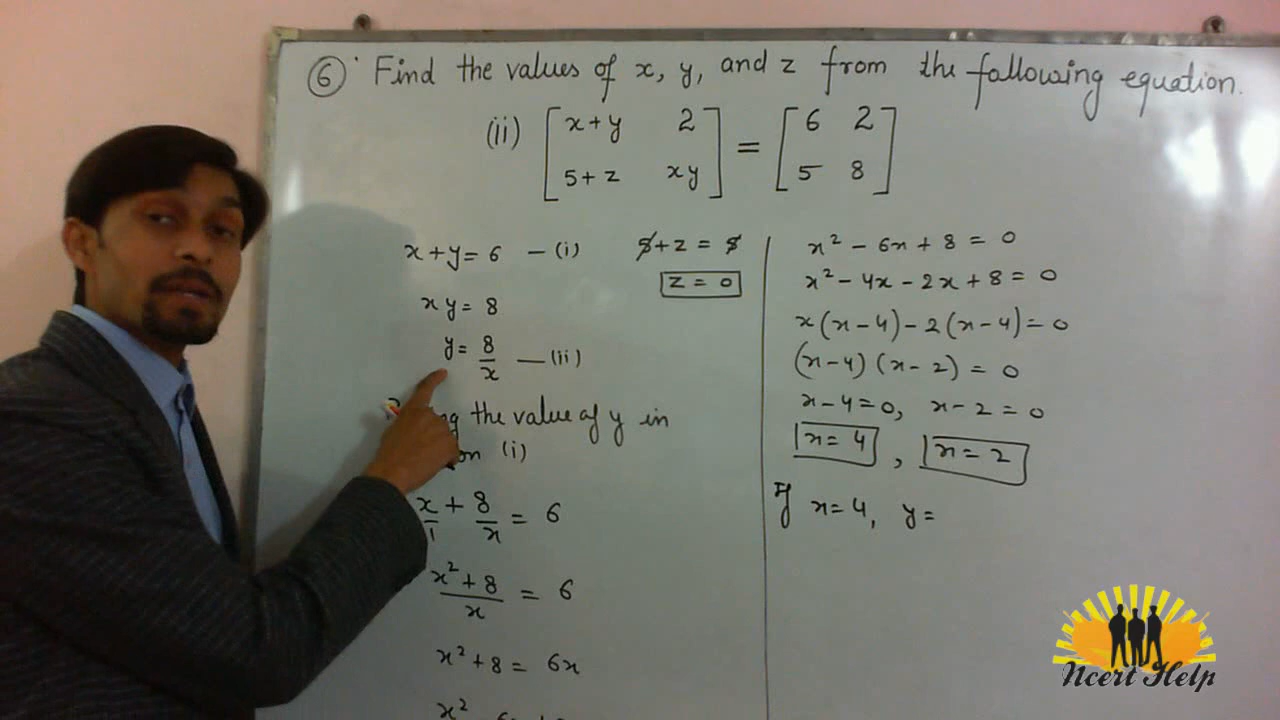 ⑥ Find the values of x, y, and z from the following equation.
(ii) [ x+y 2 ] = [ 6 2 ]
[ 5+z xy ] [ 5 8 ]
x+y=6 —(i)
xy=8
y=8/x —(ii)
the value of y in
(i)
x/1 + 8/x = 6
x²+8/x = 6
x²+8 = 6x
x²
5+z=5
z=0
x²-6x+8=0
x²-4x-2x+8=0
x(x-4)-2(x-4)=0
(x-4)(x-2)=0
x-4=0, x-2=0
x=4, x=2
If x=4, y=
Ncert Help